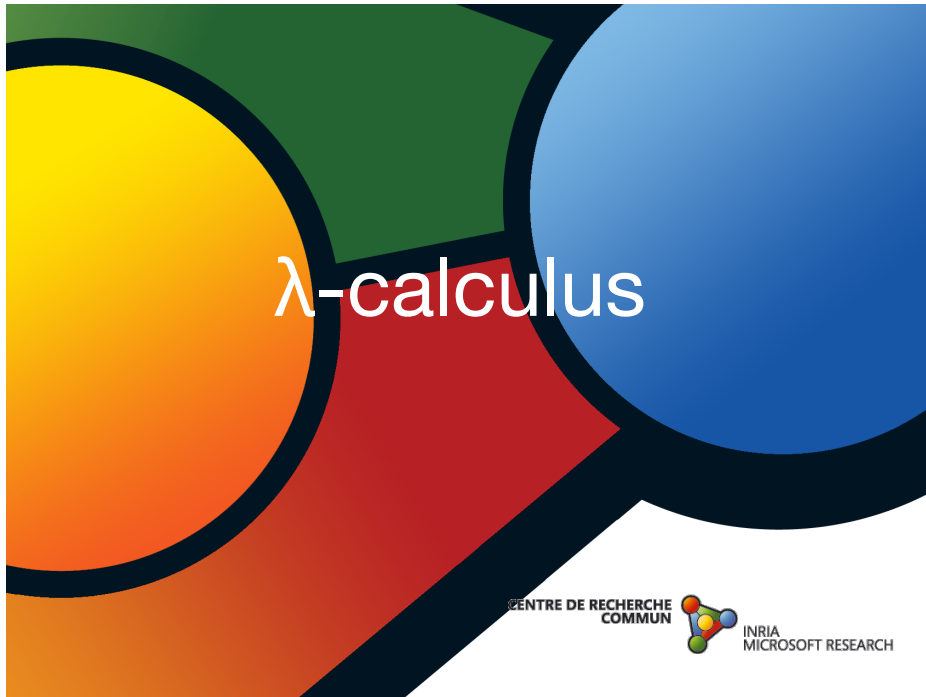 λ-calculus
CENTRE DE RECHERCHE
COMMUN
INRIA
MICROSOFT RESEARCH